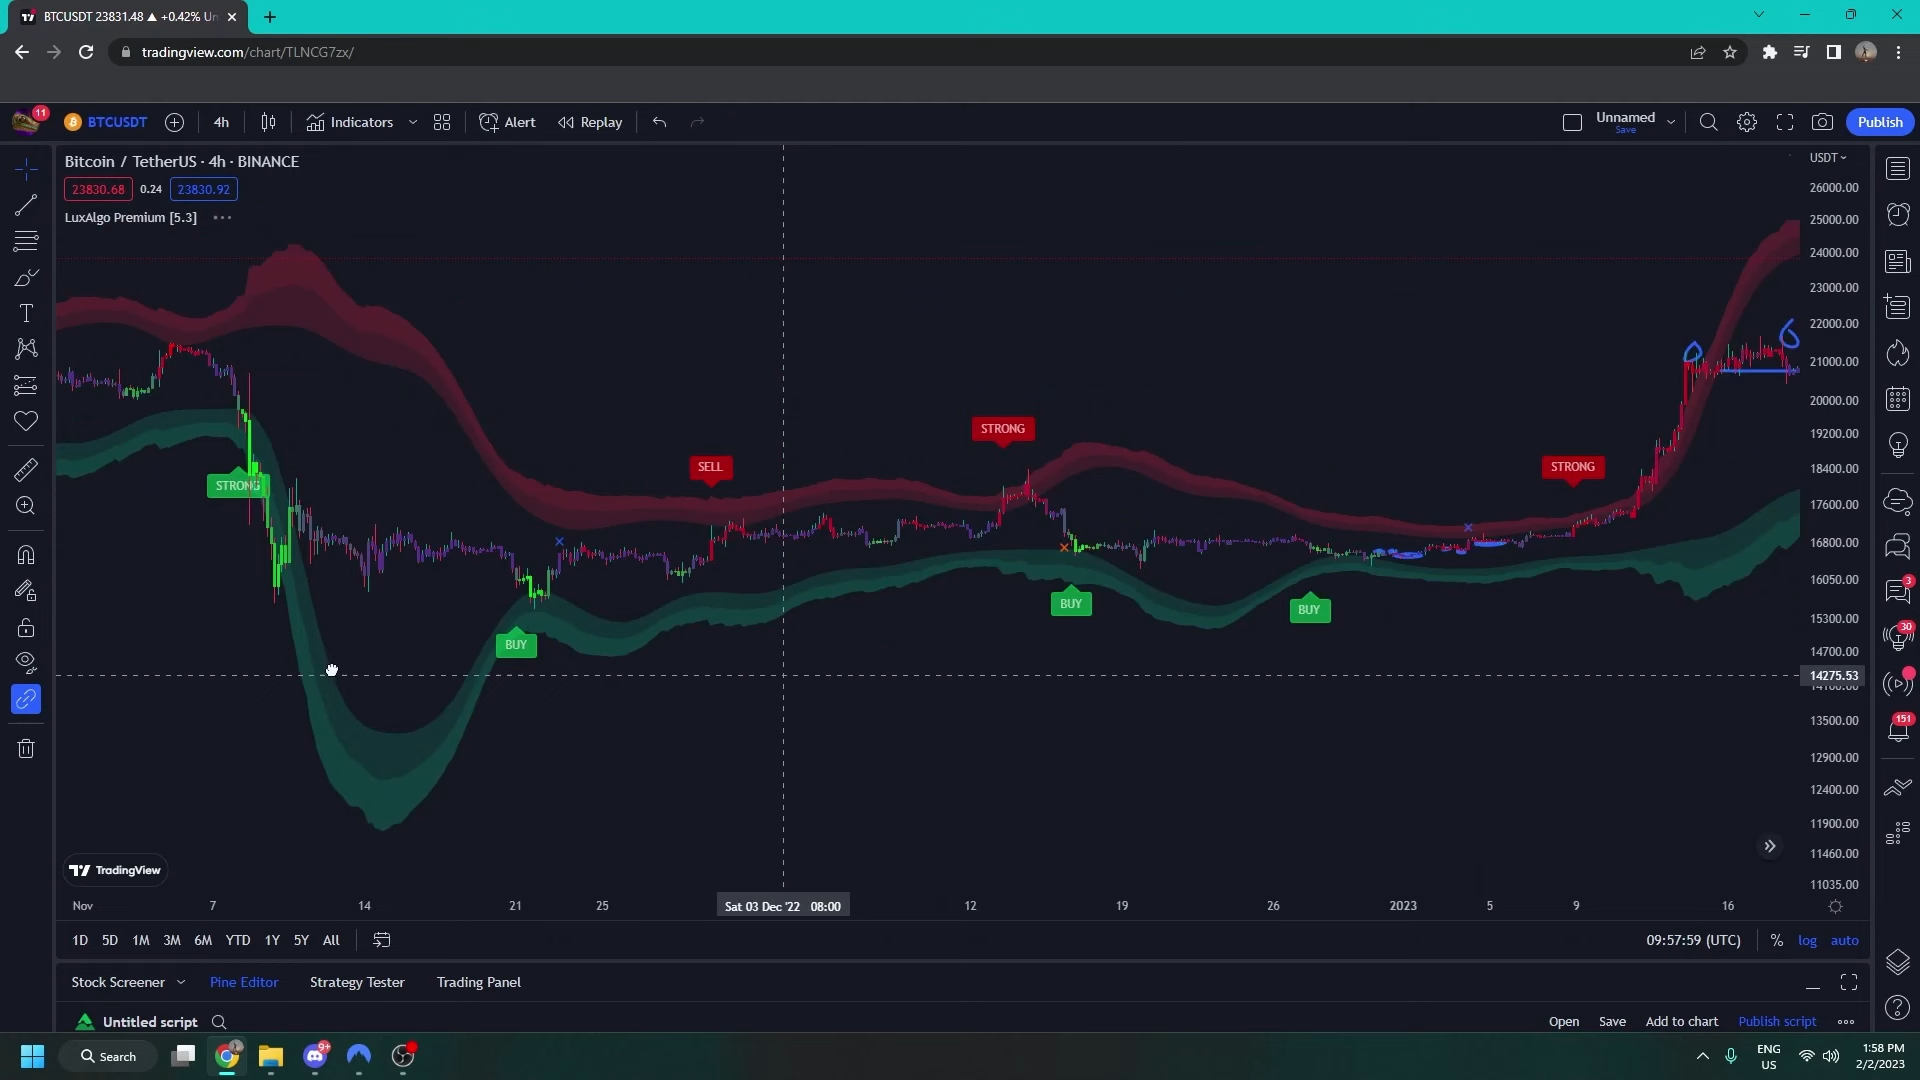 BTCUSDT 23831.48 ▲ +0.42% Un
tradingview.com/chart/TLNCG7zx/
11
BTCUSDT
4h
Indicators
Alert
Replay
Unnamed
Save
Publish
Bitcoin / TetherUS · 4h · BINANCE
USDT
23830.68
0.24
23830.92
LuxAlgo Premium [5.3]
26000.00
25000.00
24000.00
23000.00
22000.00
21000.00
20000.00
19200.00
18400.00
17600.00
16800.00
16050.00
15300.00
14700.00
14275.53
13500.00
12900.00
12400.00
11900.00
11460.00
11035.00
STRONG
SELL
STRONG
STRONG
STRONG
BUY
BUY
BUY
3
30
151
TradingView
Nov
7
14
21
25
Sat 03 Dec '22 08:00
12
19
26
2023
5
9
16
1D
5D
1M
3M
6M
YTD
1Y
5Y
All
09:57:59 (UTC)
%
log
auto
Stock Screener
Pine Editor
Strategy Tester
Trading Panel
Untitled script
Open
Save
Add to chart
Publish script
Search
9+
ENG
US
1:58 PM
2/2/2023